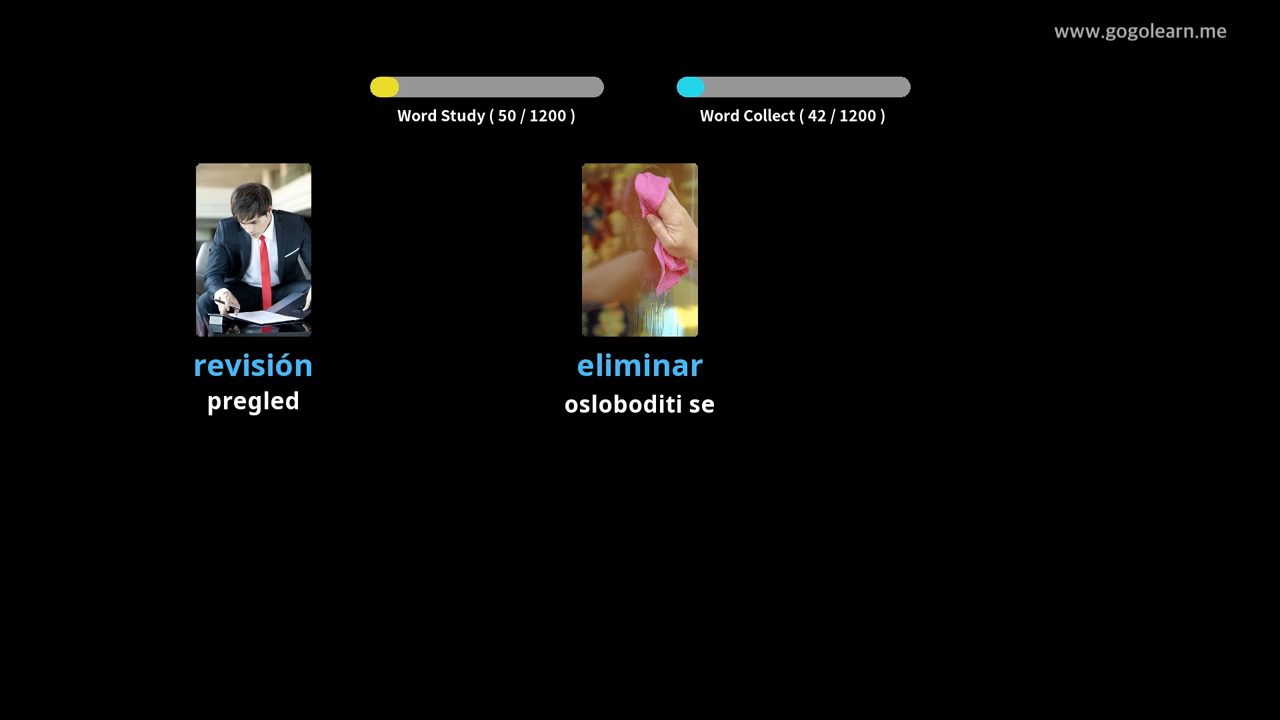 www.gogolearn.me
Word Study ( 50 / 1200 )
Word Collect ( 42 / 1200 )
revisión
pregled
eliminar
osloboditi se